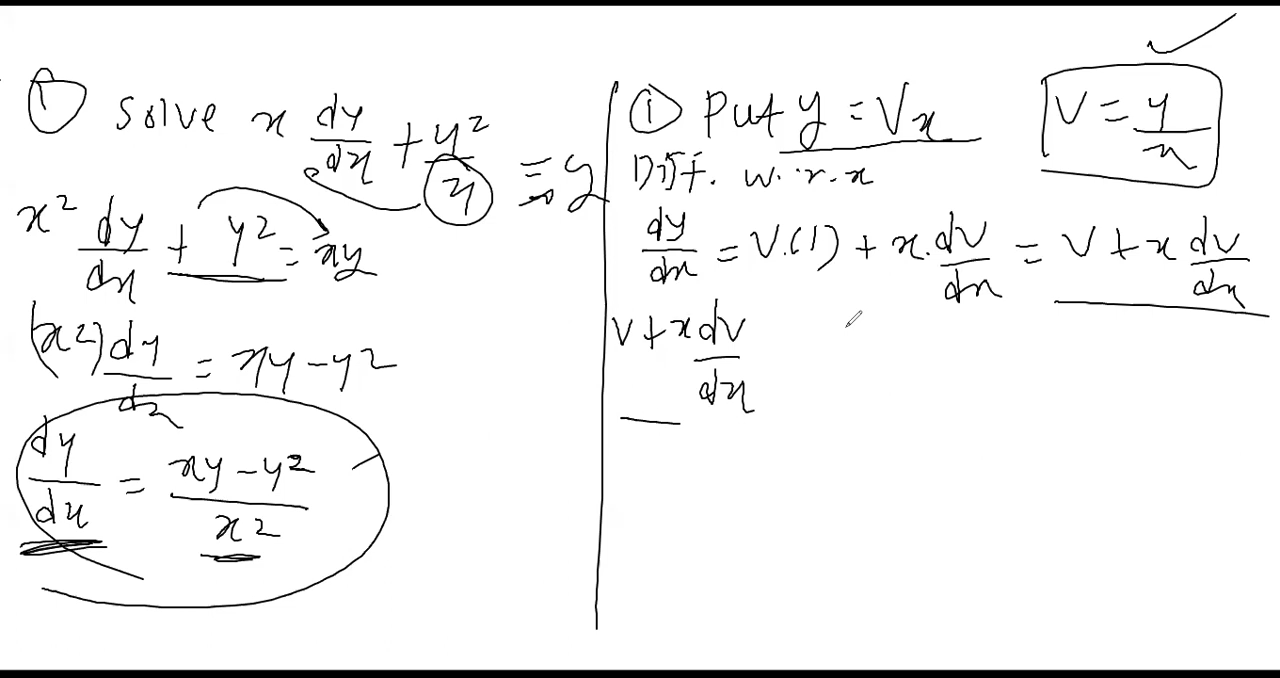 ① Solve x dy/dx + y²/x = y
x² dy/dx + y² = xy
(x²) dy/dx = xy - y²
dy/dx = xy - y² / x²
① Put y = Vx
V = y/x
Diff. w.r.x
dy/dx = V.(1) + x.dV/dx = V + x dV/dx
V + x dV/dx